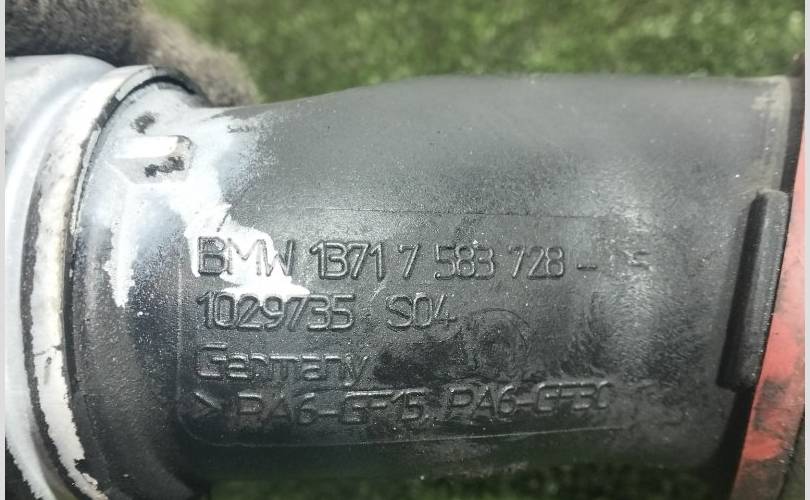 BMW 1371 7 583 728 -
1029735 S04
Germany
> PA6-GF15, PA6-GF30